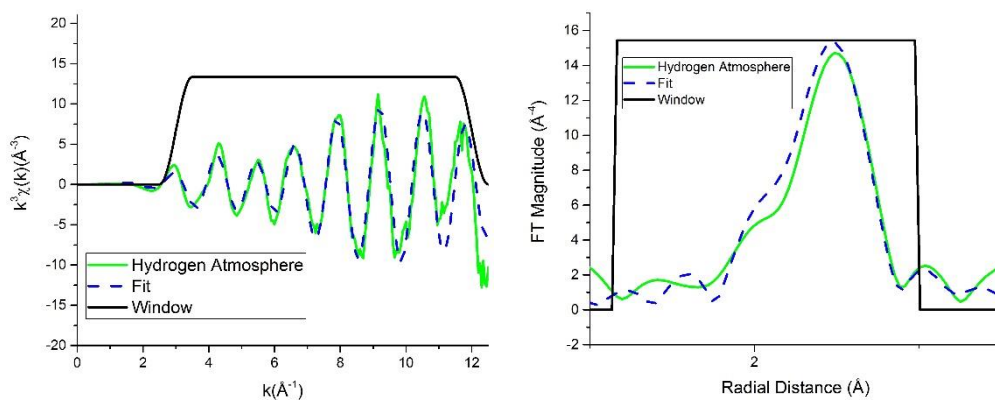 20
15
10
5
0
-5
-10
-15
-20
k³χ(k)(Å⁻³)
Hydrogen Atmosphere
Fit
Window
0 2 4 6 8 10 12
k(Å⁻¹)
16
14
12
10
8
6
4
2
0
-2
FT Magnitude (Å⁻⁴)
Hydrogen Atmosphere
Fit
Window
2
Radial Distance (Å)